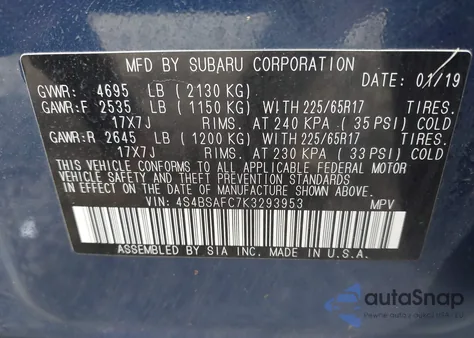 MFD BY SUBARU CORPORATION
DATE: 01/19
GVWR: 4695 LB (2130 KG)
GAWR:F 2535 LB (1150 KG) WITH 225/65R17 TIRES.
17X7J RIMS. AT 240 KPA (35 PSI) COLD
GAWR:R 2645 LB (1200 KG) WITH 225/65R17 TIRES.
17X7J RIMS. AT 230 KPA (33 PSI) COLD
THIS VEHICLE CONFORMS TO ALL APPLICABLE FEDERAL MOTOR
VEHICLE SAFETY AND THEFT PREVENTION STANDARDS
IN EFFECT ON THE DATE OF MANUFACTURE SHOWN ABOVE.
VIN: 4S4BSAFC7K3293953 MPV
ASSEMBLED BY SIA INC. MADE IN U.S.A.
autoSnap